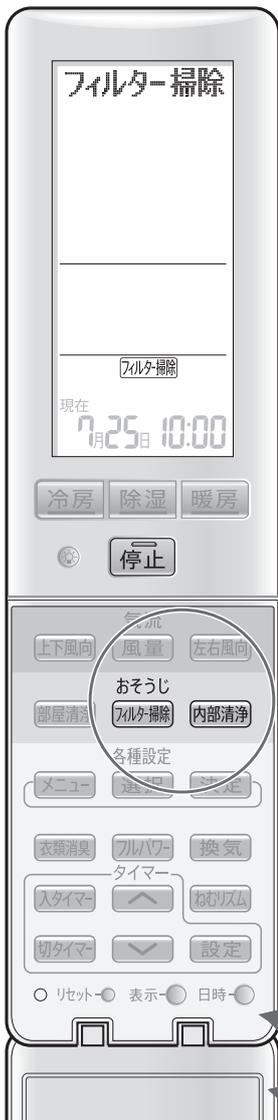 フィルター掃除
フィルタ掃除
現在
7月25日 10:00
冷房 除湿 暖房
停止
気流
上下風向 風量 左右風向
おそうじ
部屋清浄 フィルタ掃除 内部清浄
各種設定
メニュー 選択 決定
衣類消臭 フルパワー 換気
タイマー
入タイマー ねむリズム
切タイマー 設定
リセット 表示 日時